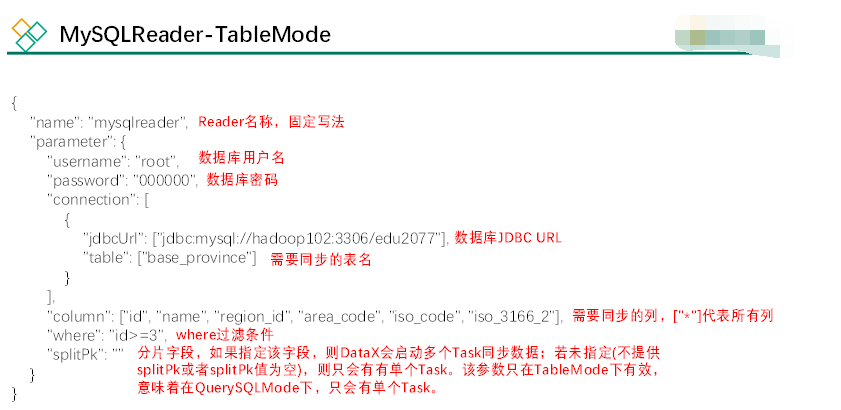 MySQLReader-TableMode
{
"name": "mysqlreader", Reader名称，固定写法
"parameter": {
"username": "root", 数据库用户名
"password": "000000", 数据库密码
"connection": [
{
"jdbcUrl": ["jdbc:mysql://hadoop102:3306/edu2077"], 数据库JDBC URL
"table": ["base_province"] 需要同步的表名
}
],
"column": ["id", "name", "region_id", "area_code", "iso_code", "iso_3166_2"], 需要同步的列，["*"]代表所有列
"where": "id>=3", where过滤条件
"splitPk": "" 分片字段，如果指定该字段，则DataX会启动多个Task同步数据；若未指定(不提供
splitPk或者splitPk值为空)，则只会有有单个Task。该参数只在TableMode下有效，
意味着在QuerySQLMode下，只会有单个Task。
}
}